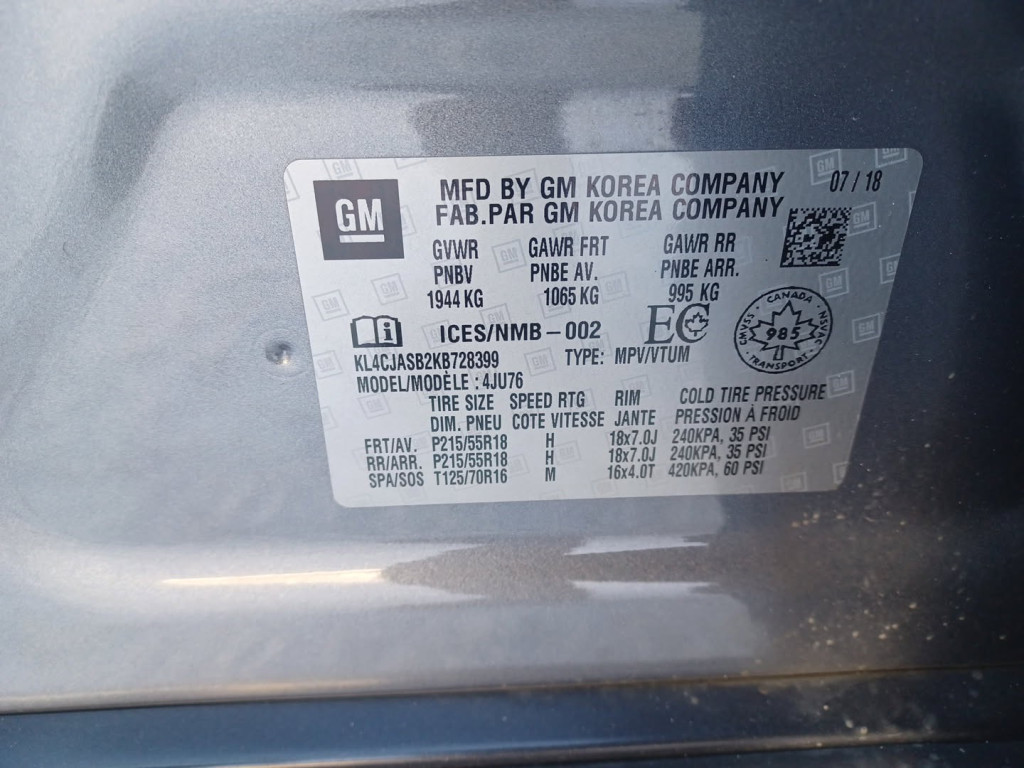 GM
MFD BY GM KOREA COMPANY 07 / 18
FAB.PAR GM KOREA COMPANY
GVWR GAWR FRT GAWR RR
PNBV PNBE AV. PNBE ARR.
1944 KG 1065 KG 995 KG
ICES/NMB-002 EC
CANADA
CMVSS 985 NSVAC
TRANSPORT
KL4CJASB2KB728399 TYPE: MPV/VTUM
MODEL/MODÈLE : 4JU76
TIRE SIZE SPEED RTG RIM COLD TIRE PRESSURE
DIM. PNEU COTE VITESSE JANTE PRESSION À FROID
FRT/AV. P215/55R18 H 18x7.0J 240KPA, 35 PSI
RR/ARR. P215/55R18 H 18x7.0J 240KPA, 35 PSI
SPA/SOS T125/70R16 M 16x4.0T 420KPA, 60 PSI